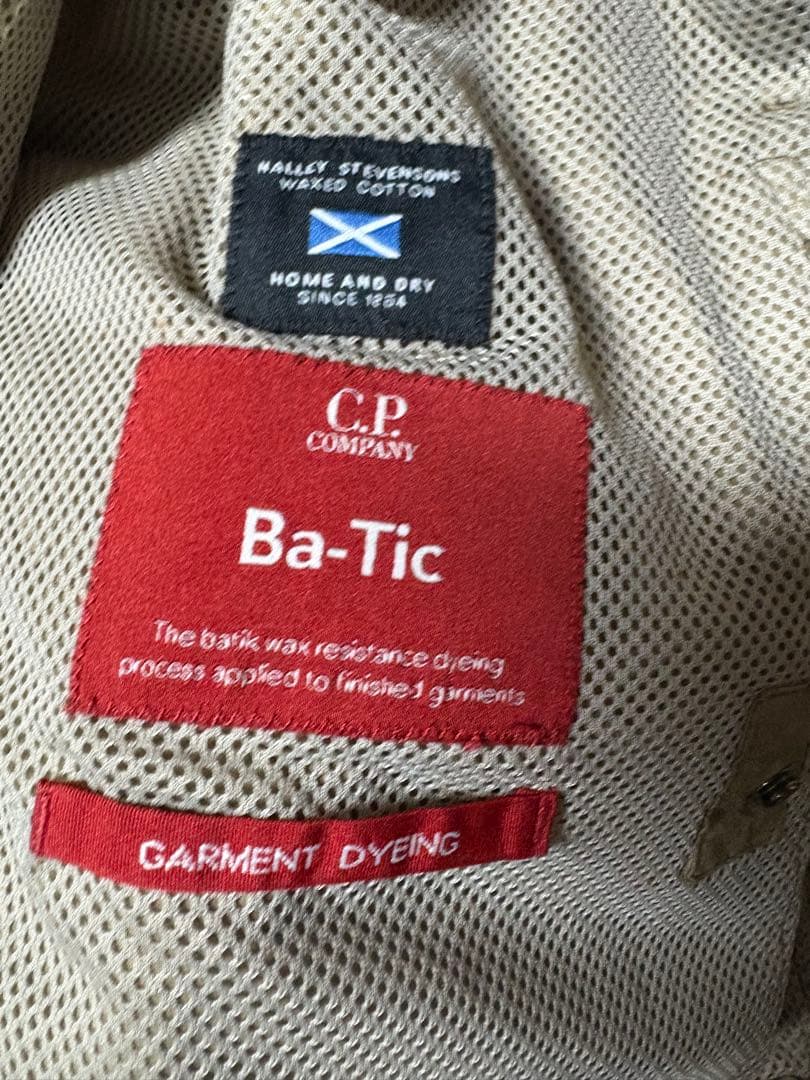 HALLEY STEVENSONS
WAXED COTTON
HOME AND DRY
SINCE 1864
C.P.
COMPANY
Ba-Tic
The batik wax resistance dyeing
process applied to finished garments
GARMENT DYEING